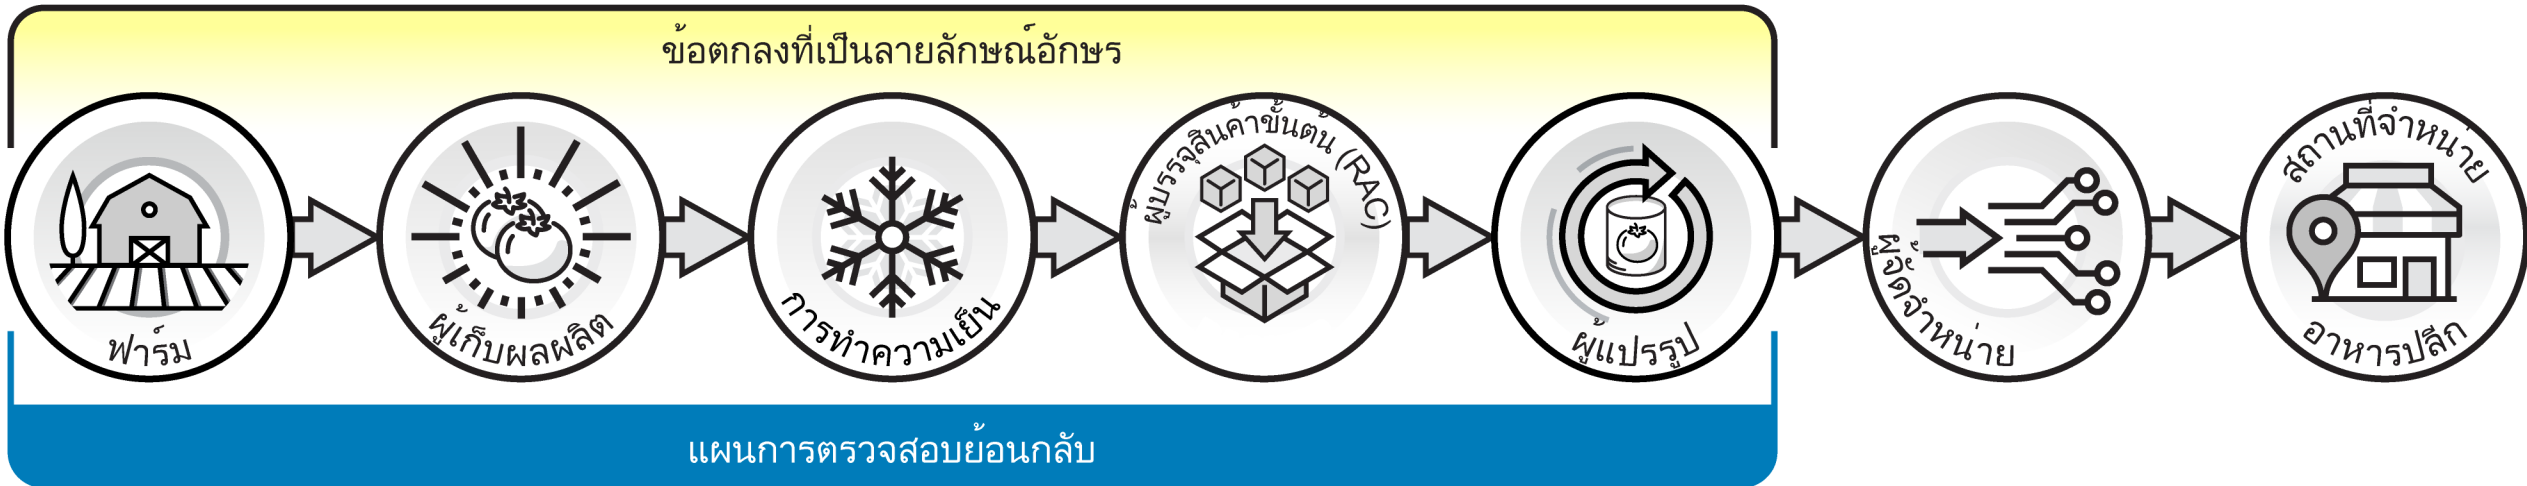 ข้อตกลงที่เป็นลายลักษณ์อักษร
ฟาร์ม
ผู้เก็บผลผลิต
การทำความเย็น
ผู้บรรจุสินค้าขั้นต้น (RAC)
ผู้แปรรูป
ผู้จัดจำหน่าย
สถานที่จำหน่าย
อาหารปลีก
แผนการตรวจสอบย้อนกลับ